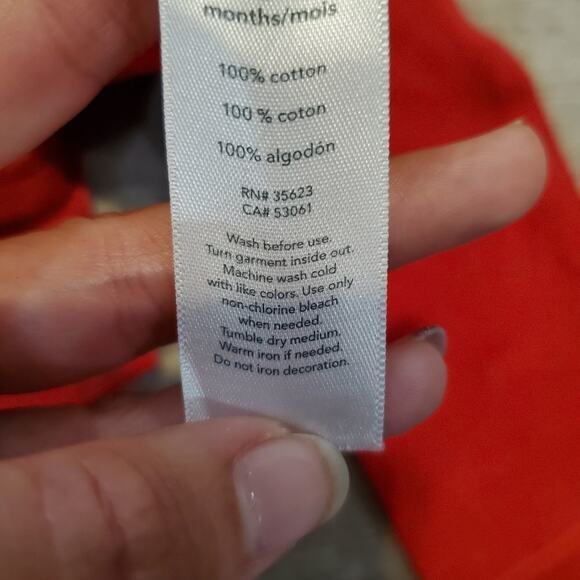 months/mois
100% cotton
100 % coton
100% algodón
RN# 35623
CA# 53061
Wash before use.
Turn garment inside out.
Machine wash cold
with like colors. Use only
non-chlorine bleach
when needed.
Tumble dry medium.
Warm iron if needed.
Do not iron decoration.